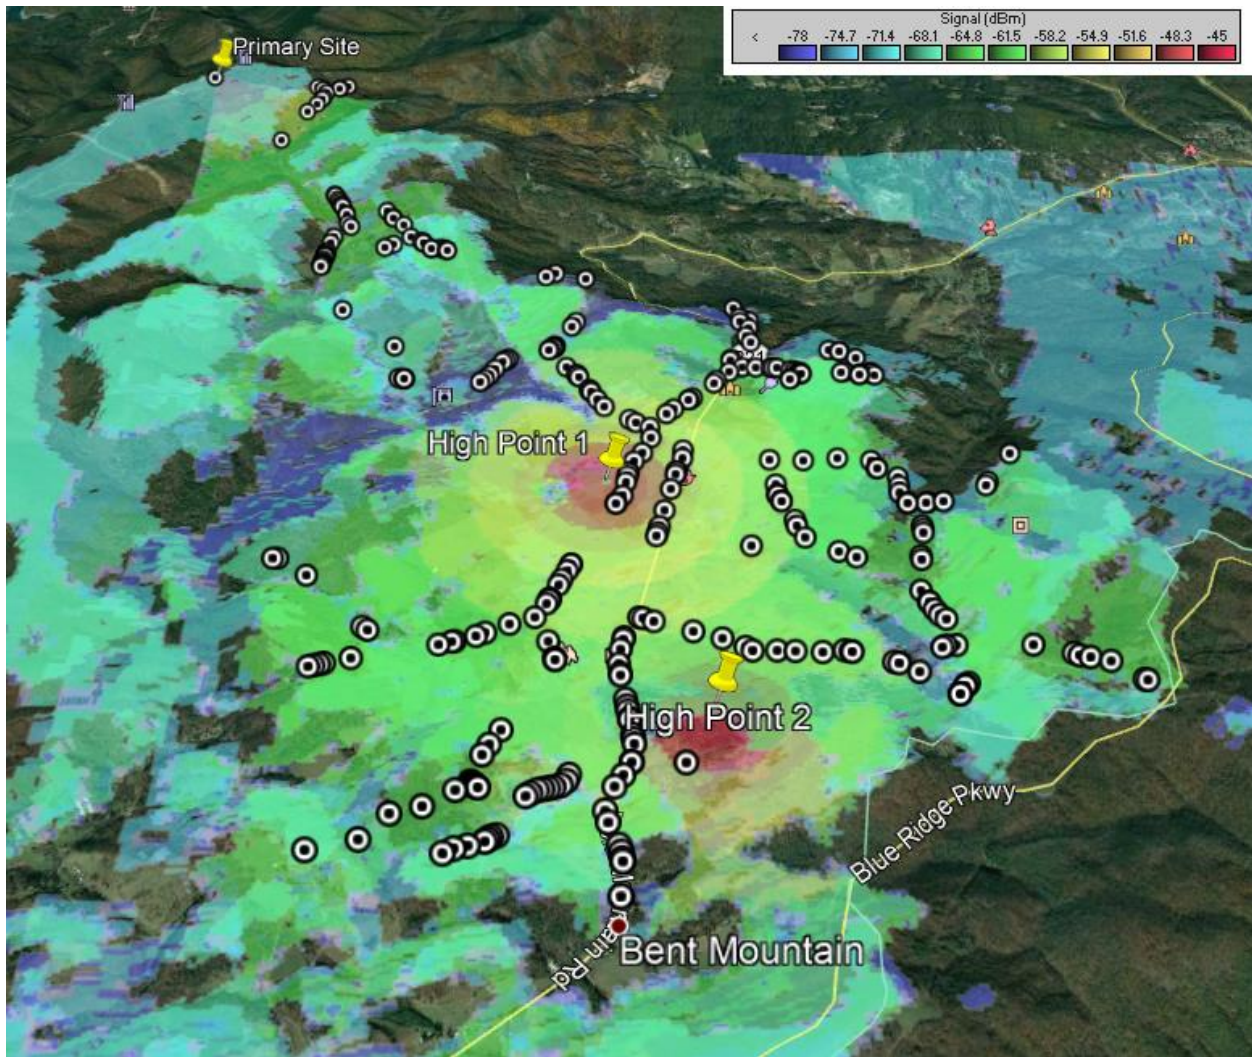 Signal (dBm)
< -78 -74.7 -71.4 -68.1 -64.8 -61.5 -58.2 -54.9 -51.6 -48.3 -45
Primary Site
High Point 1
High Point 2
Blue Ridge Pkwy
Bent Mountain
Rd